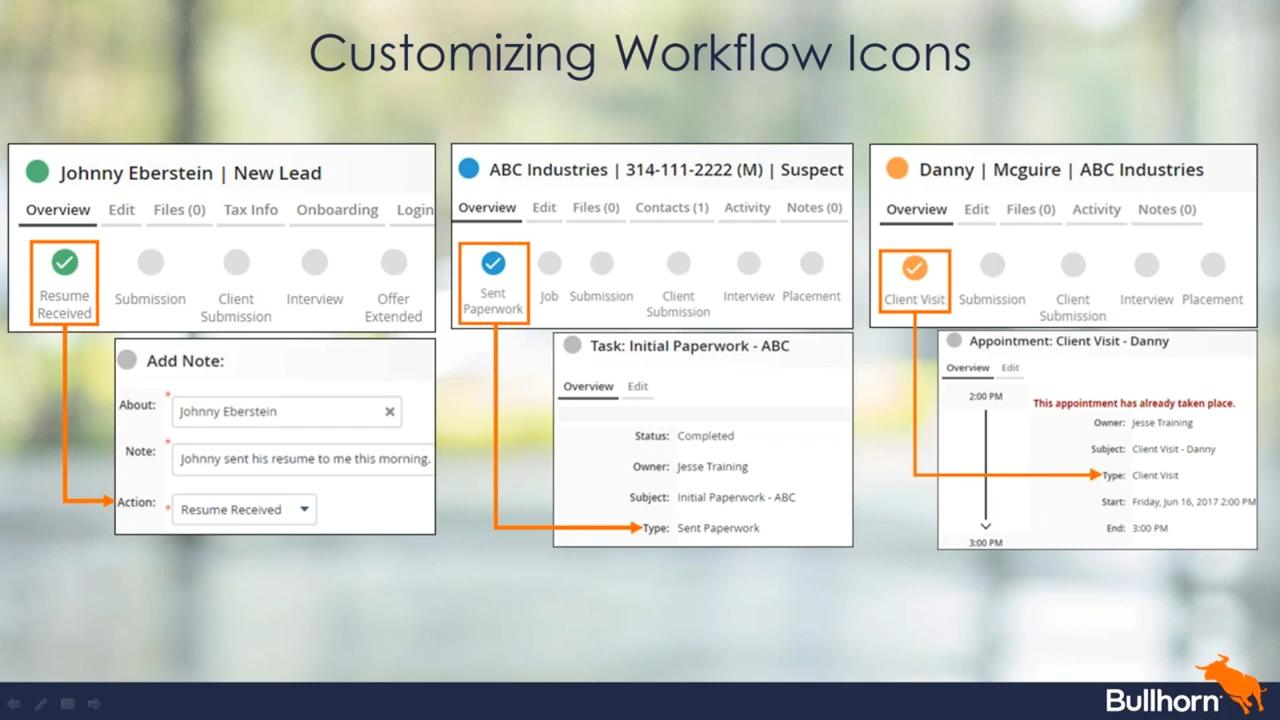 Customizing Workflow Icons
Johnny Eberstein | New Lead
Overview Edit Files (0) Tax Info Onboarding Login
Resume Received
Submission
Client Submission
Interview
Offer Extended
Add Note:
About: * Johnny Eberstein ×
Note: * Johnny sent his resume to me this morning.
Action: * Resume Received
ABC Industries | 314-111-2222 (M) | Suspect
Overview Edit Files (0) Contacts (1) Activity Notes (0)
Sent Paperwork
Job
Submission
Client Submission
Interview
Placement
Task: Initial Paperwork - ABC
Overview Edit
Status: Completed
Owner: Jesse Training
Subject: Initial Paperwork - ABC
Type: Sent Paperwork
Danny | Mcguire | ABC Industries
Overview Edit Files (0) Activity Notes (0)
Client Visit
Submission
Client Submission
Interview
Placement
Appointment: Client Visit - Danny
Overview Edit
2:00 PM
This appointment has already taken place.
Owner: Jesse Training
Subject: Client Visit - Danny
Type: Client Visit
Start: Friday, Jun 16, 2017 2:00 PM
End: 3:00 PM
3:00 PM
Bullhorn